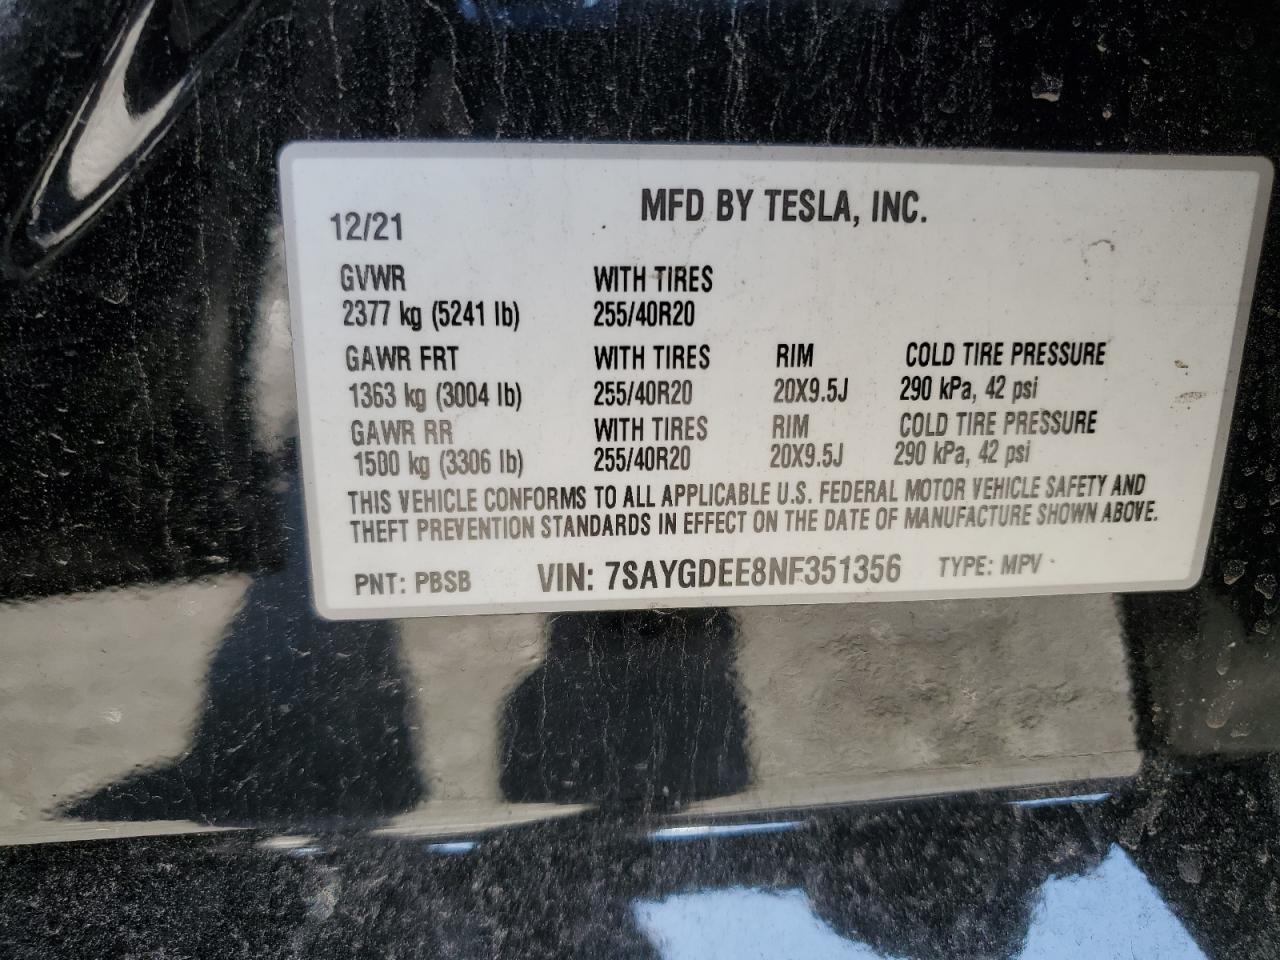 MFD BY TESLA, INC.
12/21
GVWR WITH TIRES
2377 kg (5241 lb) 255/40R20
GAWR FRT WITH TIRES RIM COLD TIRE PRESSURE
1363 kg (3004 lb) 255/40R20 20X9.5J 290 kPa, 42 psi
GAWR RR WITH TIRES RIM COLD TIRE PRESSURE
1500 kg (3306 lb) 255/40R20 20X9.5J 290 kPa, 42 psi
THIS VEHICLE CONFORMS TO ALL APPLICABLE U.S. FEDERAL MOTOR VEHICLE SAFETY AND
THEFT PREVENTION STANDARDS IN EFFECT ON THE DATE OF MANUFACTURE SHOWN ABOVE.
PNT: PBSB VIN: 7SAYGDEE8NF351356 TYPE: MPV